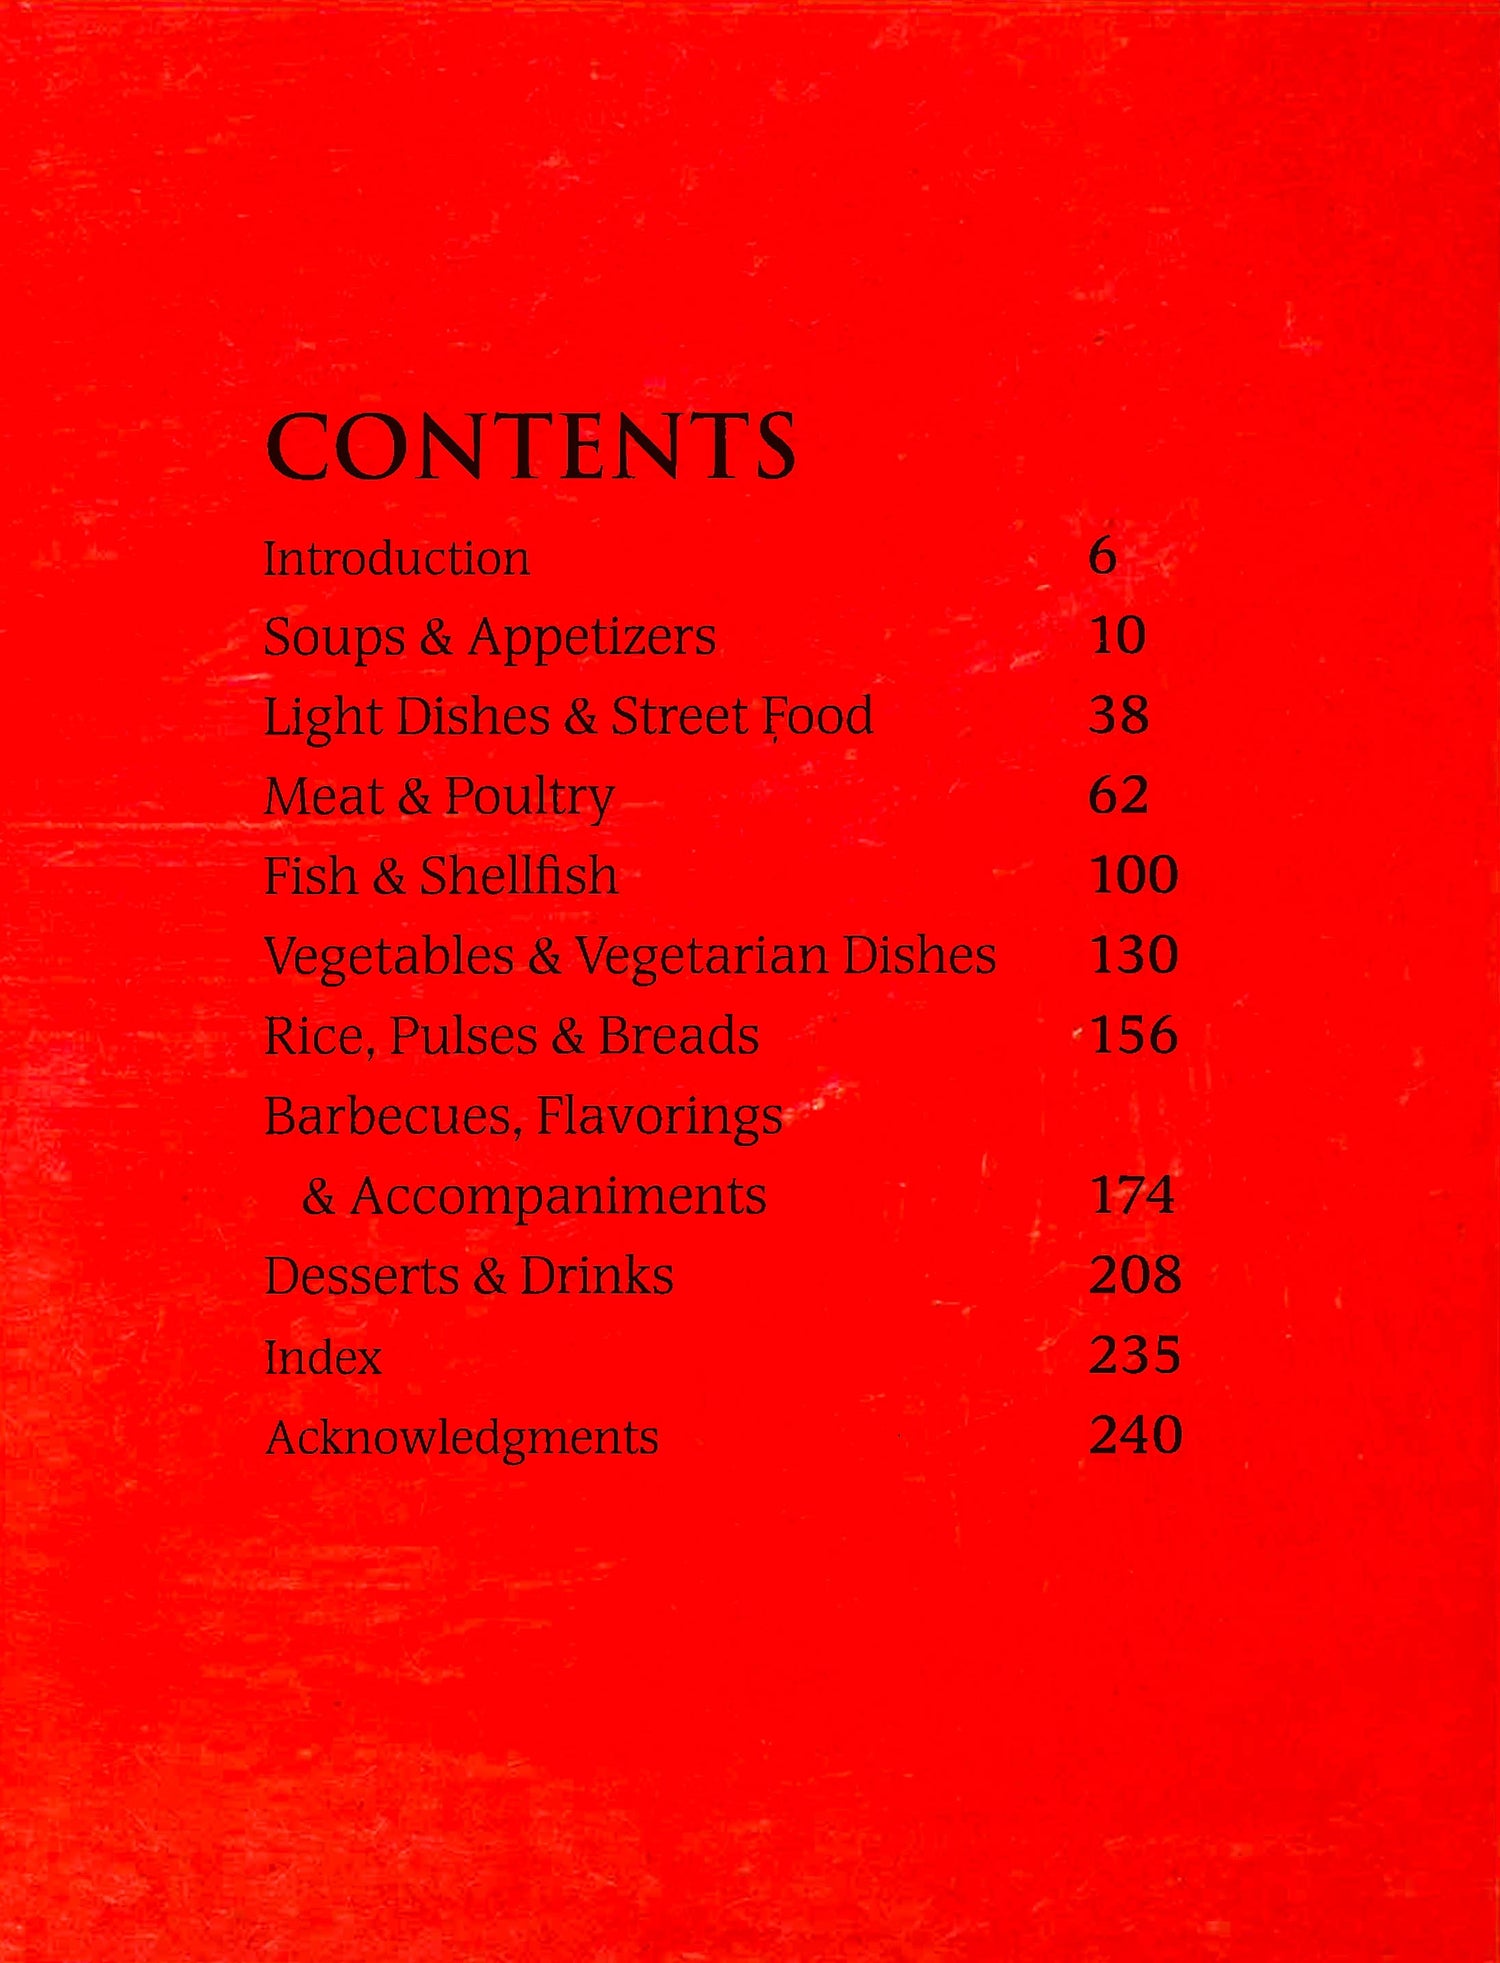 CONTENTS
Introduction 6
Soups & Appetizers 10
Light Dishes & Street Food 38
Meat & Poultry 62
Fish & Shellfish 100
Vegetables & Vegetarian Dishes 130
Rice, Pulses & Breads 156
Barbecues, Flavorings
& Accompaniments 174
Desserts & Drinks 208
Index 235
Acknowledgments 240